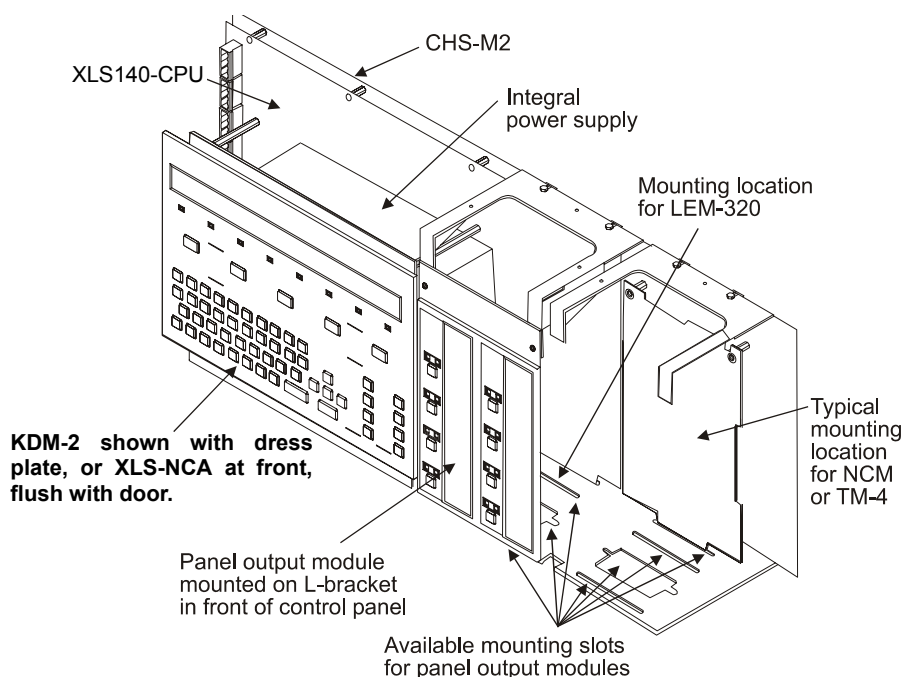 CHS-M2
XLS140-CPU
Integral
power supply
Mounting location
for LEM-320
Typical
mounting
location
for NCM
or TM-4
KDM-2 shown with dress
plate, or XLS-NCA at front,
flush with door.
Panel output module
mounted on L-bracket
in front of control panel
Available mounting slots
for panel output modules